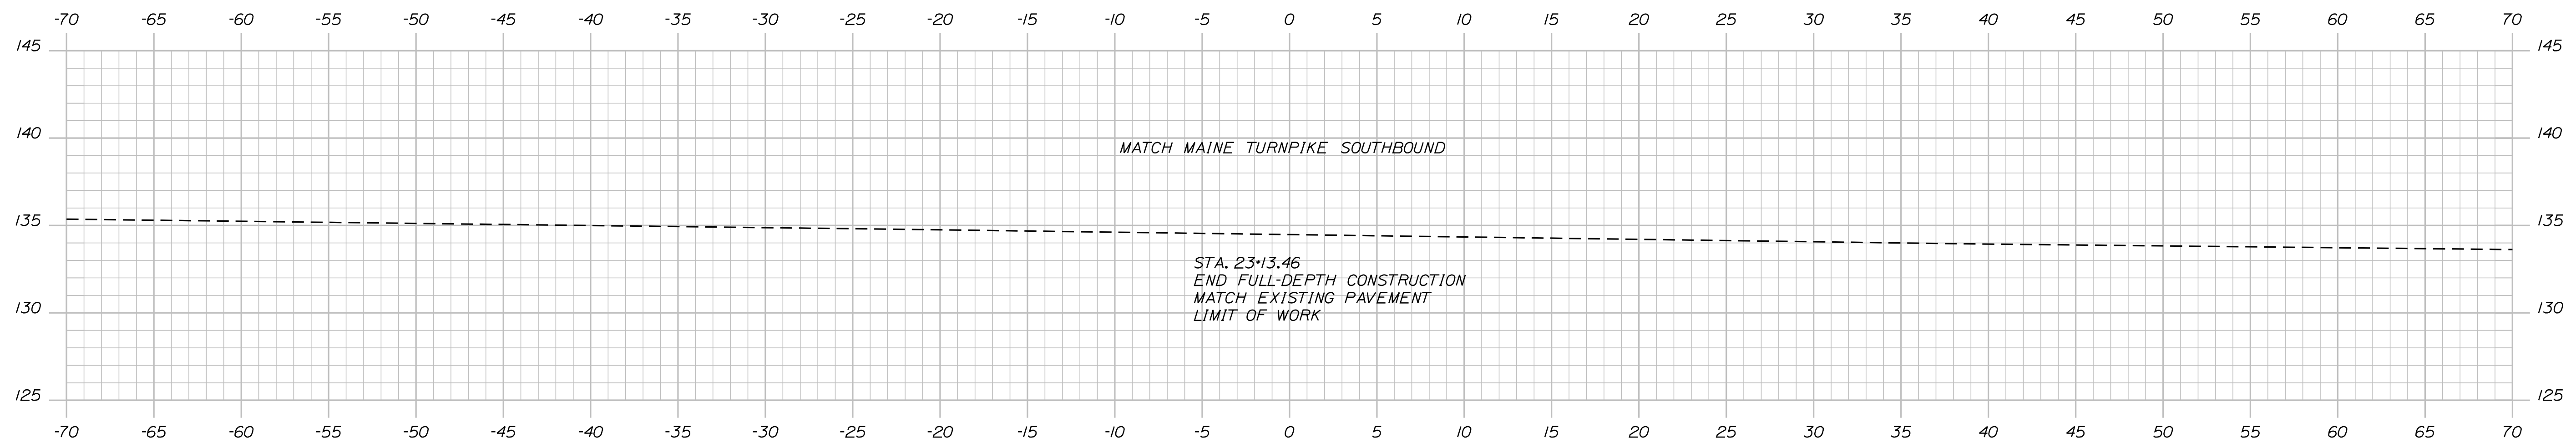 -70 -65 -60 -55 -50 -45 -40 -35 -30 -25 -20 -15 -10 -5 0 5 10 15 20 25 30 35 40 45 50 55 60 65 70
145 145
140 140
MATCH MAINE TURNPIKE SOUTHBOUND
135 135
STA. 23+13.46
END FULL-DEPTH CONSTRUCTION
MATCH EXISTING PAVEMENT
130 130
LIMIT OF WORK
125 125
-70 -65 -60 -55 -50 -45 -40 -35 -30 -25 -20 -15 -10 -5 0 5 10 15 20 25 30 35 40 45 50 55 60 65 70